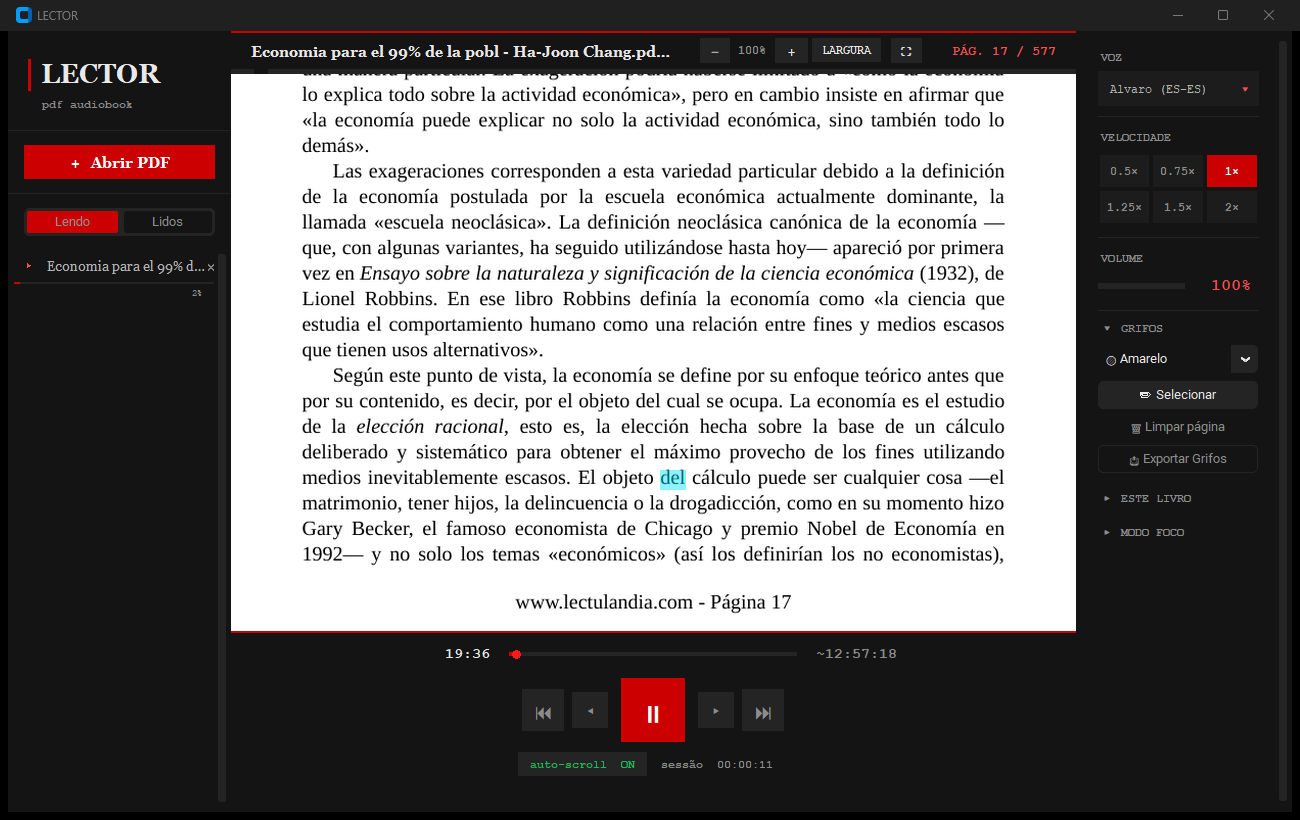 LECTOR
LECTOR
pdf audiobook
+ Abrir PDF
Lendo Lidos
Economia para el 99% d... ×
2%
Economia para el 99% de la pobl - Ha-Joon Chang.pd...
− 100% + LARGURA
PÁG. 17 / 577
una manera particular. La exageración podría haberse limitado a «cómo la economía
lo explica todo sobre la actividad económica», pero en cambio insiste en afirmar que
«la economía puede explicar no solo la actividad económica, sino también todo lo
demás».
Las exageraciones corresponden a esta variedad particular debido a la definición
de la economía postulada por la escuela económica actualmente dominante, la
llamada «escuela neoclásica». La definición neoclásica canónica de la economía —
que, con algunas variantes, ha seguido utilizándose hasta hoy— apareció por primera
vez en Ensayo sobre la naturaleza y significación de la ciencia económica (1932), de
Lionel Robbins. En ese libro Robbins definía la economía como «la ciencia que
estudia el comportamiento humano como una relación entre fines y medios escasos
que tienen usos alternativos».
Según este punto de vista, la economía se define por su enfoque teórico antes que
por su contenido, es decir, por el objeto del cual se ocupa. La economía es el estudio
de la elección racional, esto es, la elección hecha sobre la base de un cálculo
deliberado y sistemático para obtener el máximo provecho de los fines utilizando
medios inevitablemente escasos. El objeto del cálculo puede ser cualquier cosa —el
matrimonio, tener hijos, la delincuencia o la drogadicción, como en su momento hizo
Gary Becker, el famoso economista de Chicago y premio Nobel de Economía en
1992— y no solo los temas «económicos» (así los definirían los no economistas),
www.lectulandia.com - Página 17
19:36 ~12:57:18
auto-scroll ON sessão 00:00:11
VOZ
Alvaro (ES-ES)
VELOCIDADE
0.5× 0.75× 1×
1.25× 1.5× 2×
VOLUME
100%
GRIFOS
Amarelo
Selecionar
Limpar página
Exportar Grifos
ESTE LIVRO
MODO FOCO